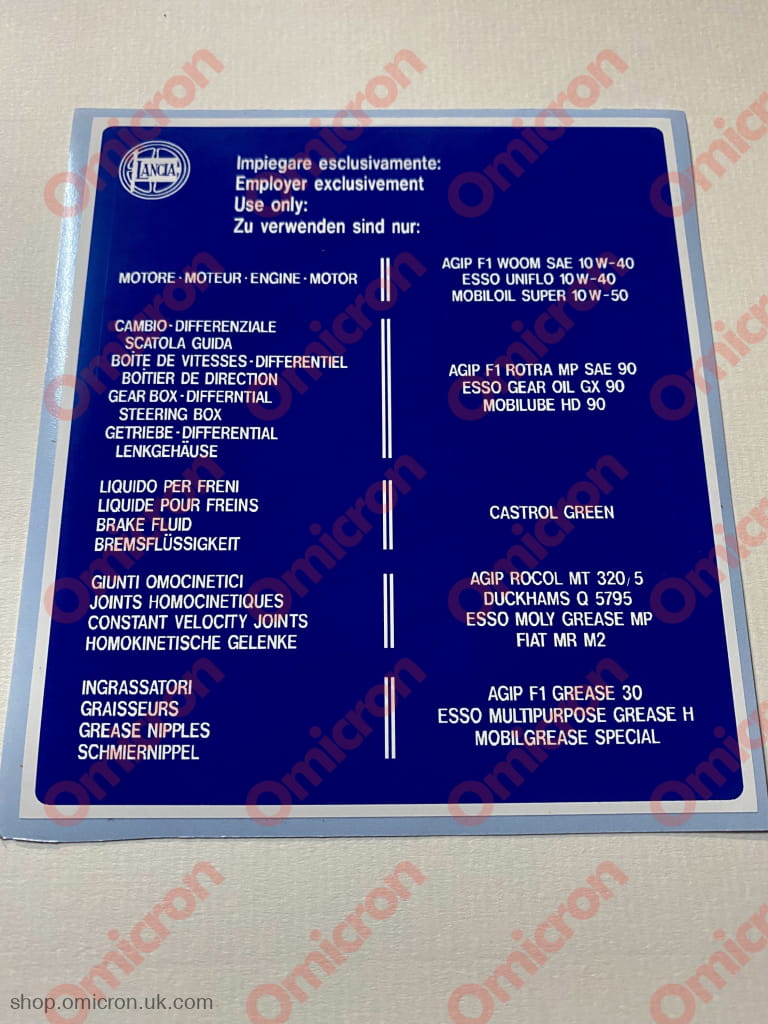 LANCIA
Impiegare esclusivamente:
Employer exclusivement
Use only:
Zu verwenden sind nur:
MOTORE · MOTEUR · ENGINE · MOTOR
AGIP F1 WOOM SAE 10W-40
ESSO UNIFLO 10W-40
MOBILOIL SUPER 10W-50
CAMBIO - DIFFERENZIALE
SCATOLA GUIDA
BOITE DE VITESSES - DIFFERENTIEL
BOITIER DE DIRECTION
GEAR BOX - DIFFERNTIAL
STEERING BOX
GETRIEBE - DIFFERENTIAL
LENKGEHÄUSE
AGIP F1 ROTRA MP SAE 90
ESSO GEAR OIL GX 90
MOBILUBE HD 90
LIQUIDO PER FRENI
LIQUIDE POUR FREINS
BRAKE FLUID
BREMSFLÜSSIGKEIT
CASTROL GREEN
GIUNTI OMOCINETICI
JOINTS HOMOCINETIQUES
CONSTANT VELOCITY JOINTS
HOMOKINETISCHE GELENKE
AGIP ROCOL MT 320/5
DUCKHAMS Q 5795
ESSO MOLY GREASE MP
FIAT MR M2
INGRASSATORI
GRAISSEURS
GREASE NIPPLES
SCHMIERNIPPEL
AGIP F1 GREASE 30
ESSO MULTIPURPOSE GREASE H
MOBILGREASE SPECIAL
Omicron
shop.omicron.uk.com